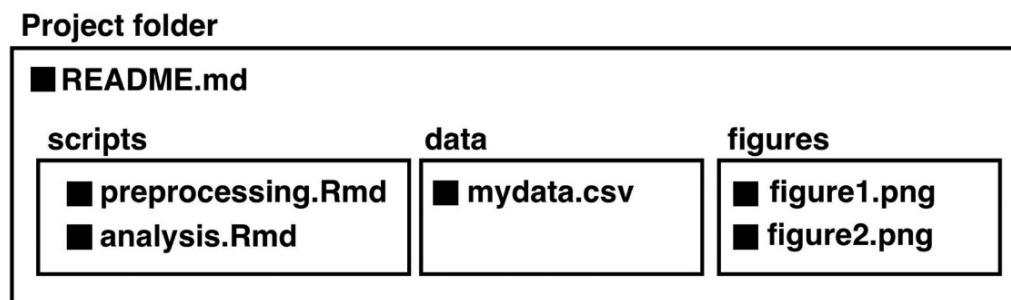 Project folder
README.md
scripts
preprocessing.Rmd
analysis.Rmd
data
mydata.csv
figures
figure1.png
figure2.png